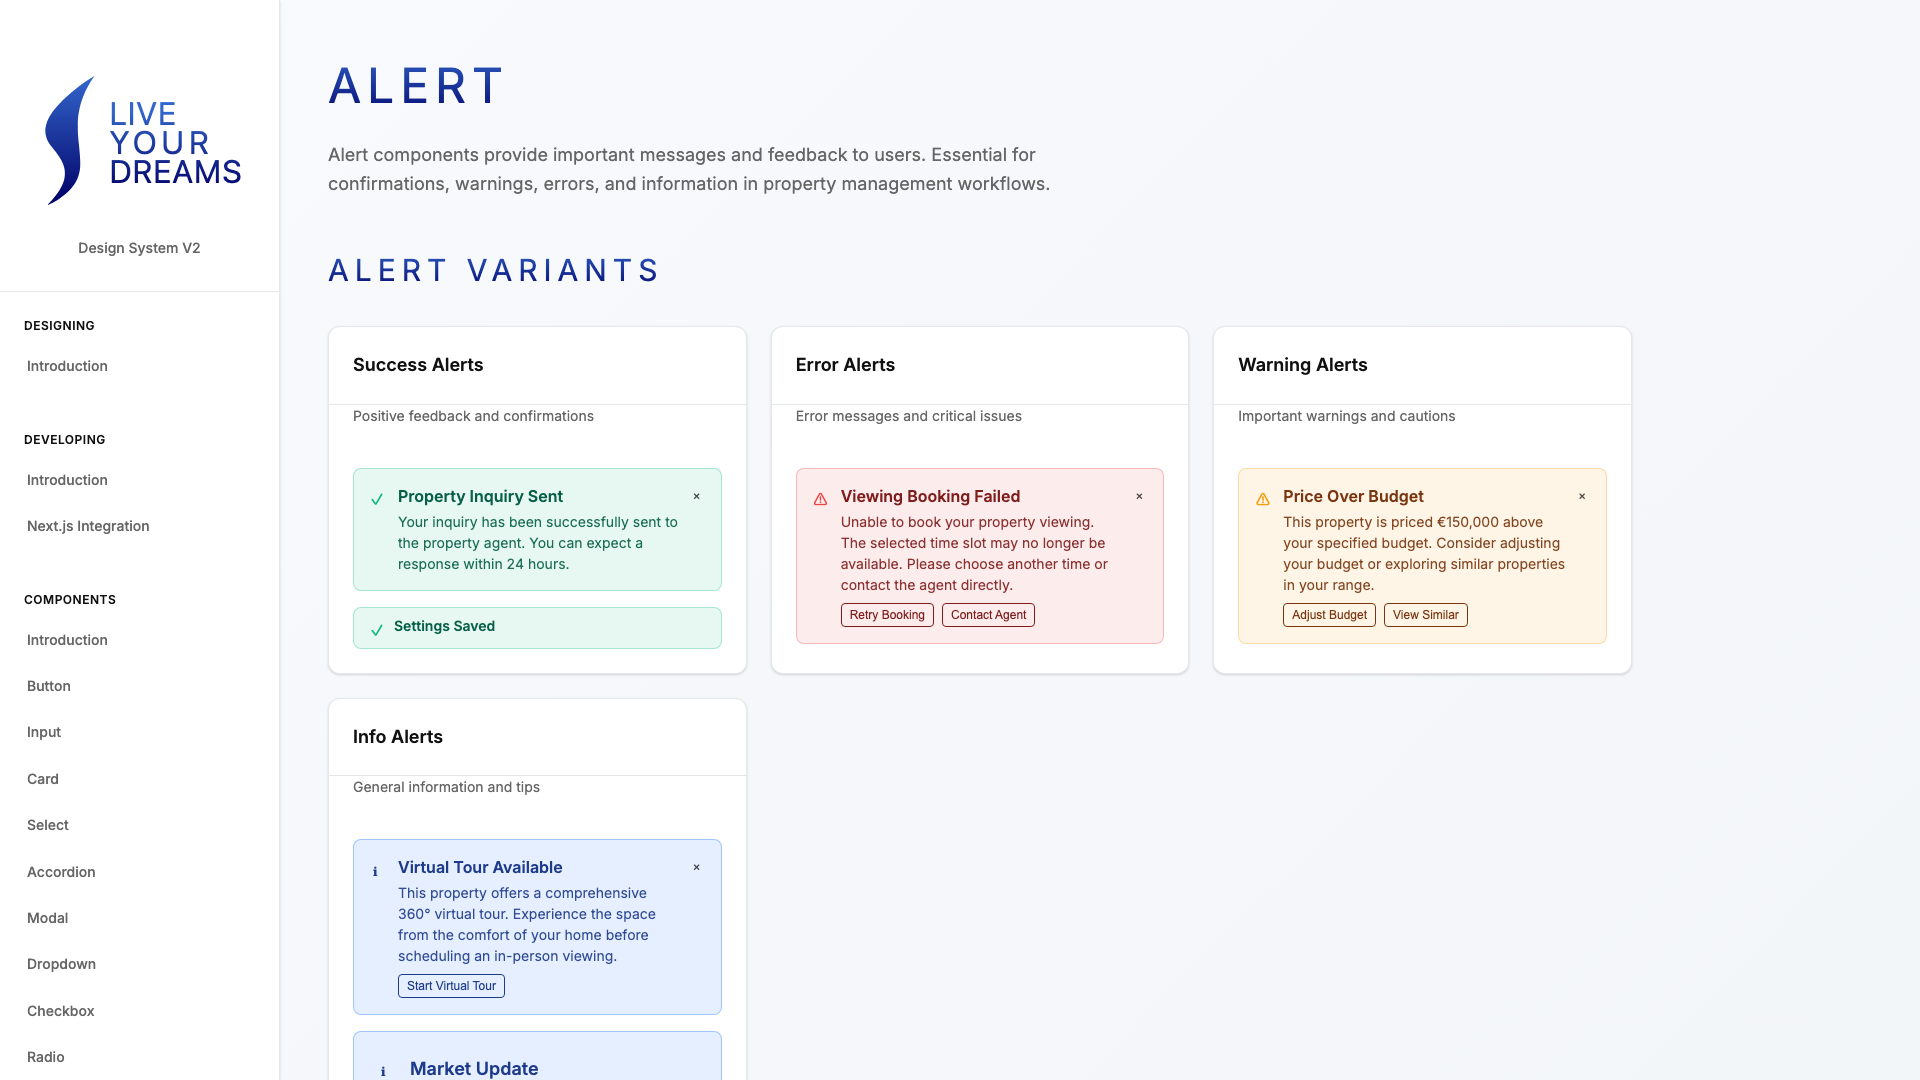 LIVE
YOUR
DREAMS
Design System V2
DESIGNING
Introduction
DEVELOPING
Introduction
Next.js Integration
COMPONENTS
Introduction
Button
Input
Card
Select
Accordion
Modal
Dropdown
Checkbox
Radio
ALERT
Alert components provide important messages and feedback to users. Essential for
confirmations, warnings, errors, and information in property management workflows.
ALERT VARIANTS
Success Alerts
Positive feedback and confirmations
Property Inquiry Sent
×
Your inquiry has been successfully sent to
the property agent. You can expect a
response within 24 hours.
Settings Saved
Error Alerts
Error messages and critical issues
Viewing Booking Failed
×
Unable to book your property viewing.
The selected time slot may no longer be
available. Please choose another time or
contact the agent directly.
Retry Booking
Contact Agent
Warning Alerts
Important warnings and cautions
Price Over Budget
×
This property is priced €150,000 above
your specified budget. Consider adjusting
your budget or exploring similar properties
in your range.
Adjust Budget
View Similar
Info Alerts
General information and tips
Virtual Tour Available
×
This property offers a comprehensive
360° virtual tour. Experience the space
from the comfort of your home before
scheduling an in-person viewing.
Start Virtual Tour
Market Update